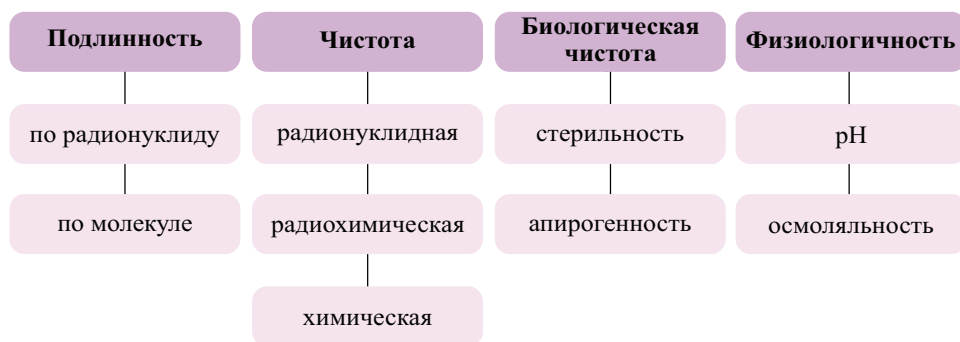 Подлинность
по радионуклиду
по молекуле
Чистота
радионуклидная
радиохимическая
химическая
Биологическая
чистота
стерильность
апирогенность
Физиологичность
pH
осмоляльность